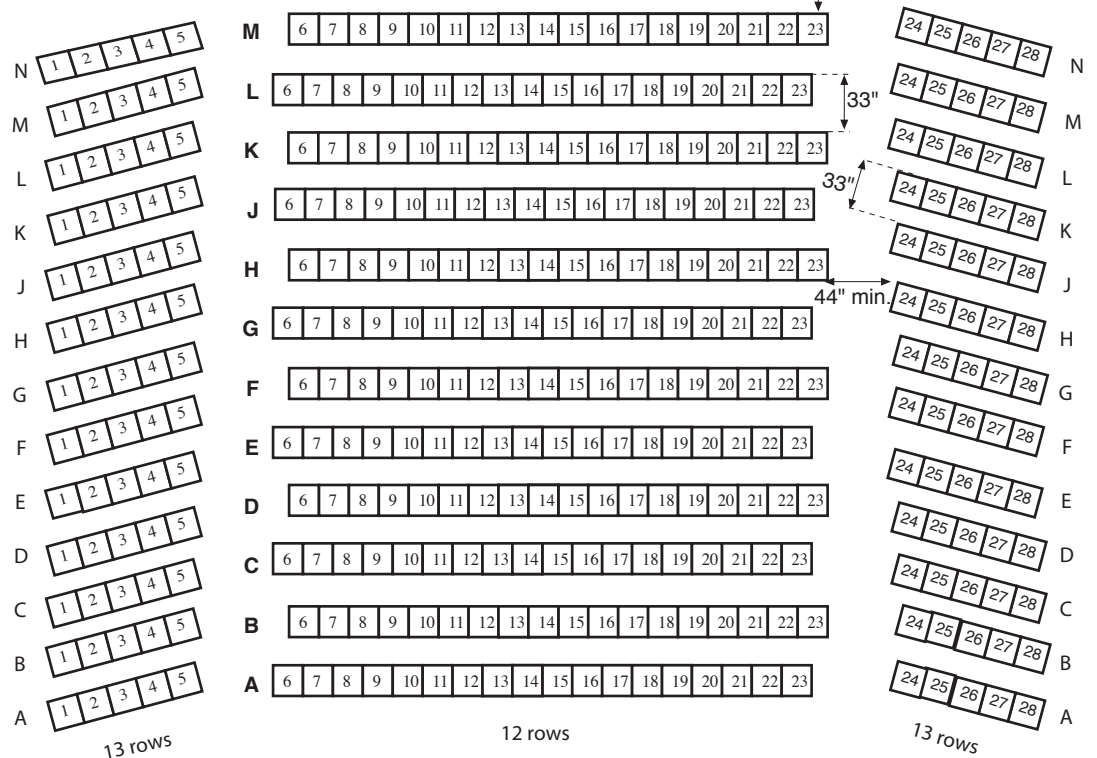 N 1 2 3 4 5
M 1 2 3 4 5
L 1 2 3 4 5
K 1 2 3 4 5
J 1 2 3 4 5
H 1 2 3 4 5
G 1 2 3 4 5
F 1 2 3 4 5
E 1 2 3 4 5
D 1 2 3 4 5
C 1 2 3 4 5
B 1 2 3 4 5
A 1 2 3 4 5
13 rows
M 6 7 8 9 10 11 12 13 14 15 16 17 18 19 20 21 22 23
L 6 7 8 9 10 11 12 13 14 15 16 17 18 19 20 21 22 23
33"
K 6 7 8 9 10 11 12 13 14 15 16 17 18 19 20 21 22 23
J 6 7 8 9 10 11 12 13 14 15 16 17 18 19 20 21 22 23
H 6 7 8 9 10 11 12 13 14 15 16 17 18 19 20 21 22 23
44" min.
G 6 7 8 9 10 11 12 13 14 15 16 17 18 19 20 21 22 23
F 6 7 8 9 10 11 12 13 14 15 16 17 18 19 20 21 22 23
E 6 7 8 9 10 11 12 13 14 15 16 17 18 19 20 21 22 23
D 6 7 8 9 10 11 12 13 14 15 16 17 18 19 20 21 22 23
C 6 7 8 9 10 11 12 13 14 15 16 17 18 19 20 21 22 23
B 6 7 8 9 10 11 12 13 14 15 16 17 18 19 20 21 22 23
A 6 7 8 9 10 11 12 13 14 15 16 17 18 19 20 21 22 23
12 rows
24 25 26 27 28 N
24 25 26 27 28 M
24 25 26 27 28 L
33"
24 25 26 27 28 K
24 25 26 27 28 J
24 25 26 27 28 H
24 25 26 27 28 G
24 25 26 27 28 F
24 25 26 27 28 E
24 25 26 27 28 D
24 25 26 27 28 C
24 25 26 27 28 B
24 25 26 27 28 A
13 rows